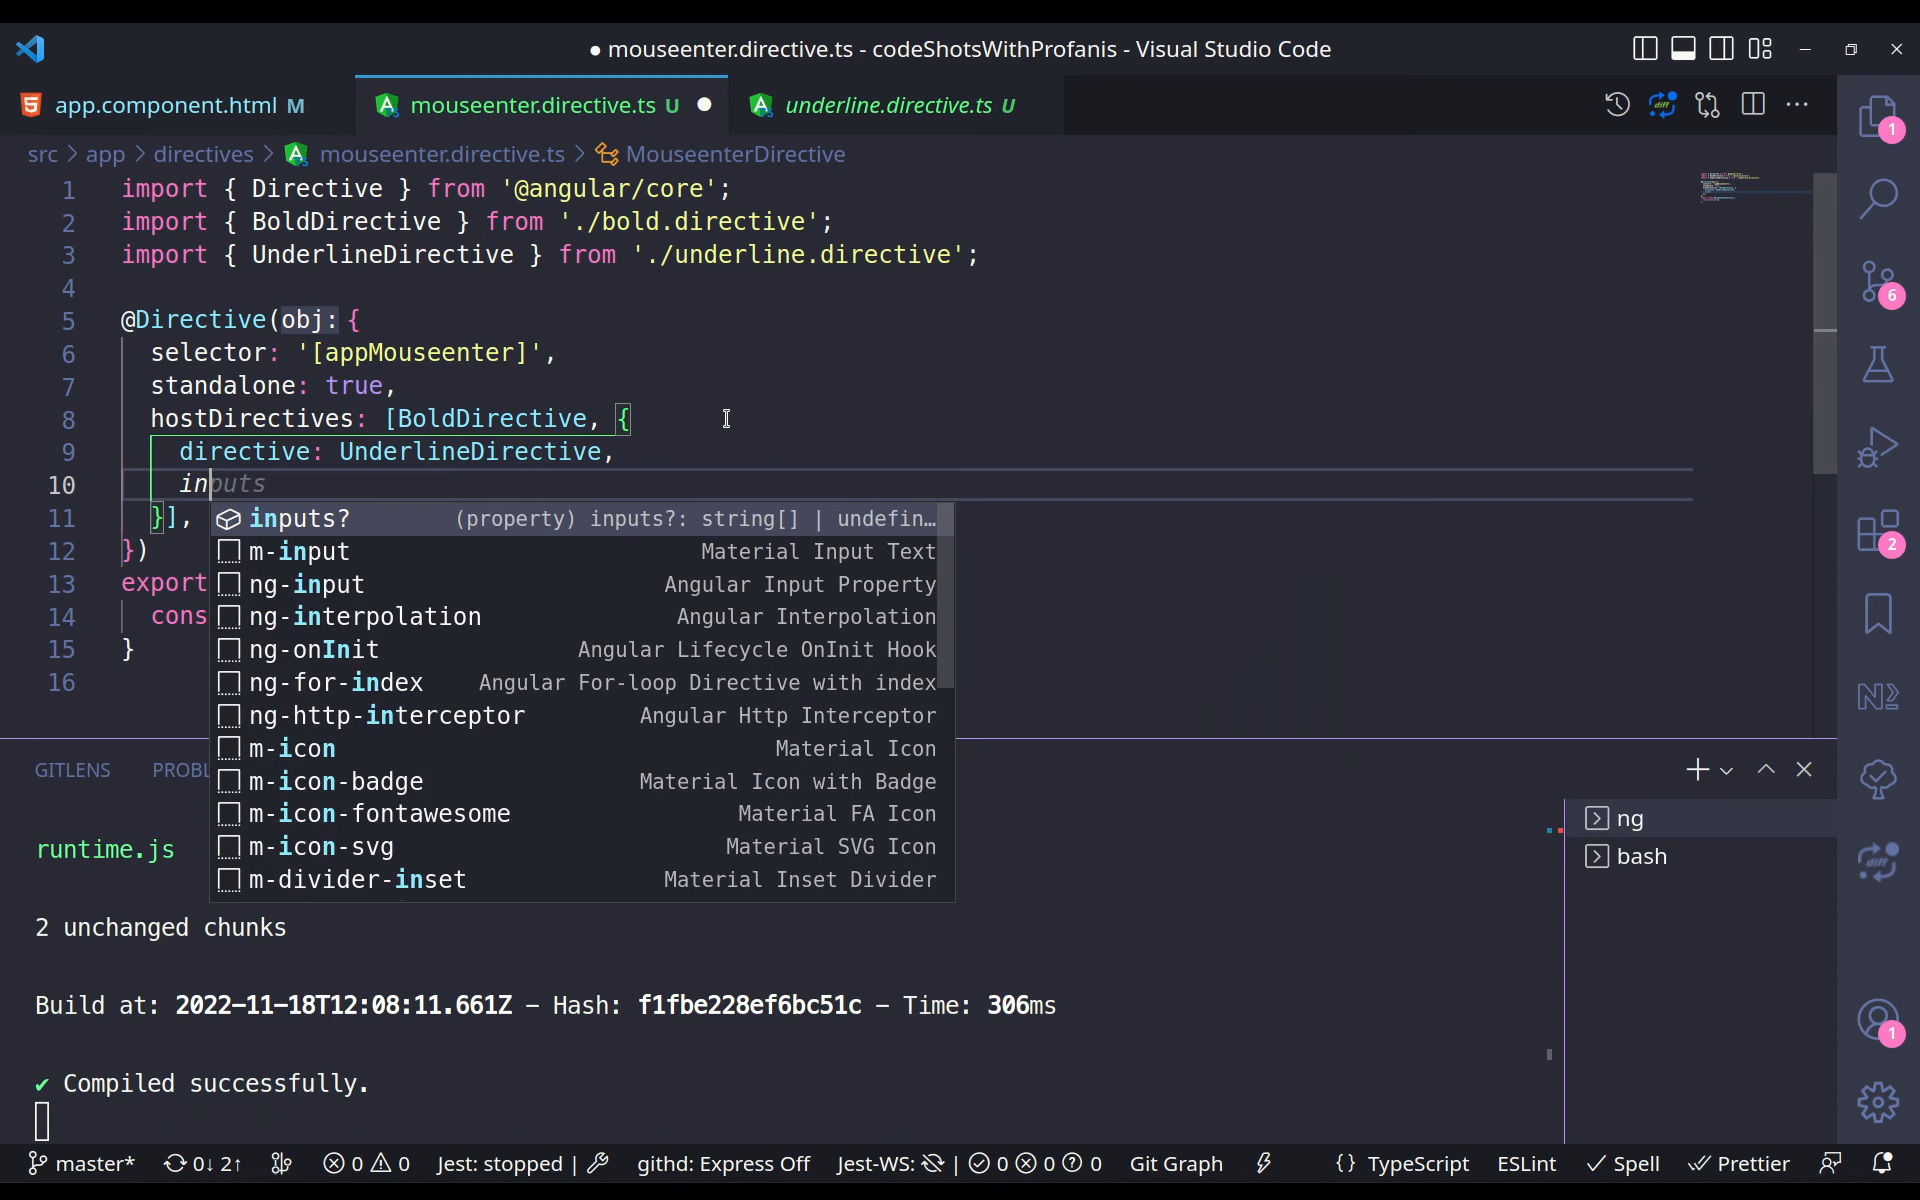 ● mouseenter.directive.ts - codeShotsWithProfanis - Visual Studio Code
app.component.html M
mouseenter.directive.ts U ●
underline.directive.ts U
src > app > directives > mouseenter.directive.ts > MouseenterDirective
1 import { Directive } from '@angular/core';
2 import { BoldDirective } from './bold.directive';
3 import { UnderlineDirective } from './underline.directive';
4
5 @Directive(obj: {
6 selector: '[appMouseenter]',
7 standalone: true,
8 hostDirectives: [BoldDirective, {
9 directive: UnderlineDirective,
10 inputs
11 }],
12 })
13 export
14 cons
15 }
16
inputs? (property) inputs?: string[] | undefin…
m-input Material Input Text
ng-input Angular Input Property
ng-interpolation Angular Interpolation
ng-onInit Angular Lifecycle OnInit Hook
ng-for-index Angular For-loop Directive with index
ng-http-interceptor Angular Http Interceptor
m-icon Material Icon
m-icon-badge Material Icon with Badge
m-icon-fontawesome Material FA Icon
m-icon-svg Material SVG Icon
m-divider-inset Material Inset Divider
GITLENS PROBL
runtime.js
2 unchanged chunks
Build at: 2022-11-18T12:08:11.661Z - Hash: f1fbe228ef6bc51c - Time: 306ms
✔ Compiled successfully.
ng
bash
1
6
2
diff
1
master* 0↓ 2↑ 0 0 Jest: stopped | githd: Express Off Jest-WS: | 0 0 0 Git Graph {} TypeScript ESLint ✓ Spell Prettier